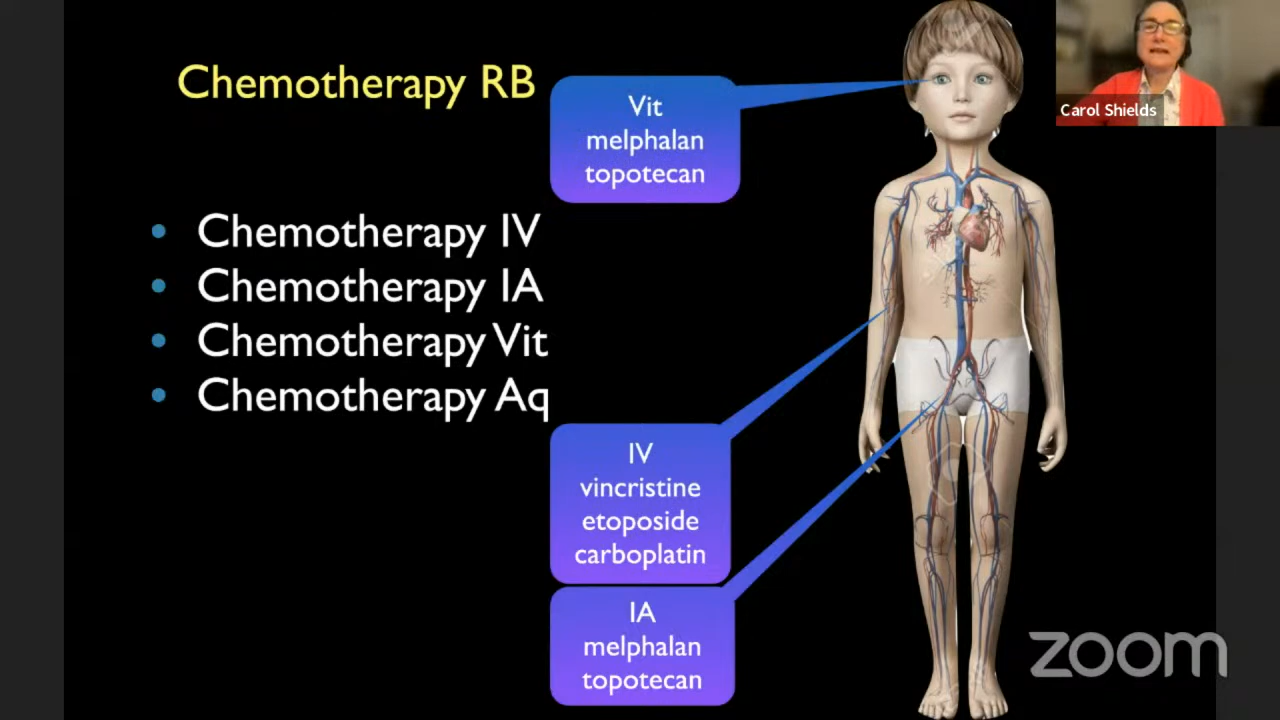 Chemotherapy RB
Chemotherapy IV
Chemotherapy IA
Chemotherapy Vit
Chemotherapy Aq
Vit
melphalan
topotecan
IV
vincristine
etoposide
carboplatin
IA
melphalan
topotecan
Carol Shields
zoom